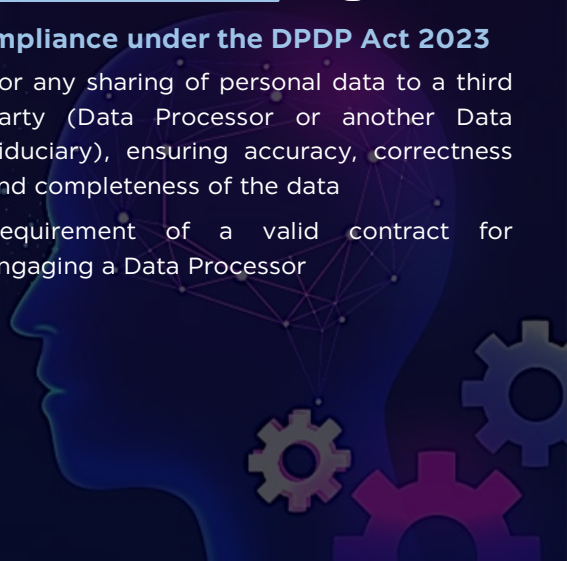 mpliance under the DPDP Act 2023
or any sharing of personal data to a third
arty (Data Processor or another Data
iduciary), ensuring accuracy, correctness
nd completeness of the data
equirement of a valid contract for
ngaging a Data Processor